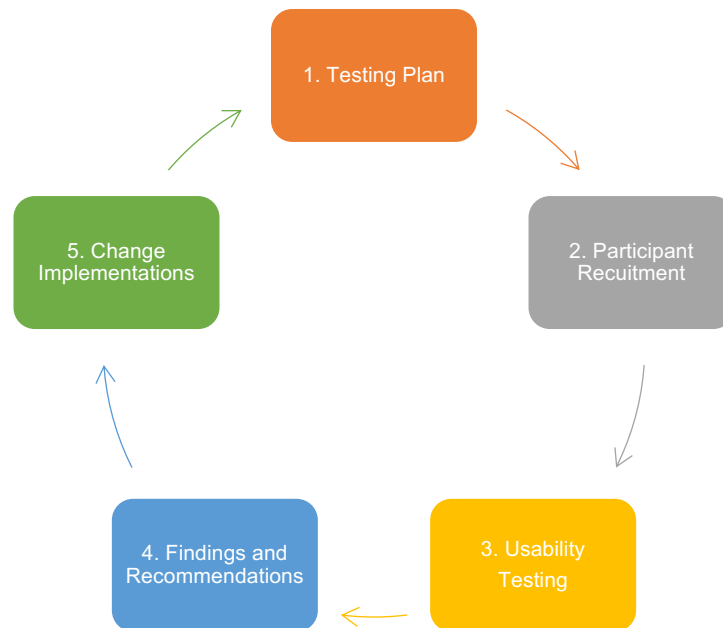 1. Testing Plan
2. Participant
Recuitment
3. Usability
Testing
4. Findings and
Recommendations
5. Change
Implementations